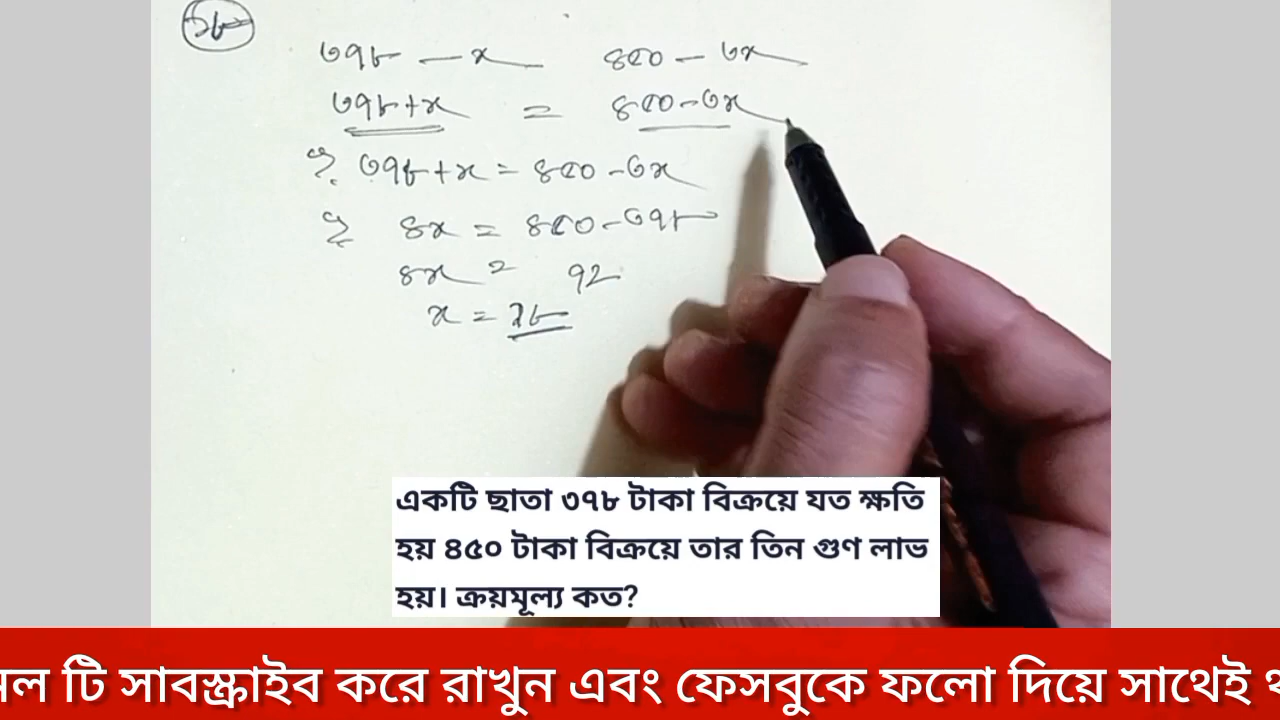 ১৮
৩৭৮ — x ৪৫০ — ৩x
৩৭৮+x = ৪৫০-৩x
বা, ৩৭৮+x = ৪৫০-৩x
বা, ৪x = ৪৫০-৩৭৮
৪x = ৭২
x = ১৮
একটি ছাতা ৩৭৮ টাকা বিক্রয়ে যত ক্ষতি
হয় ৪৫০ টাকা বিক্রয়ে তার তিন গুণ লাভ
হয়। ক্রয়মূল্য কত?
টি সাবস্ক্রাইব করে রাখুন এবং ফেসবুকে ফলো দিয়ে সাথেই